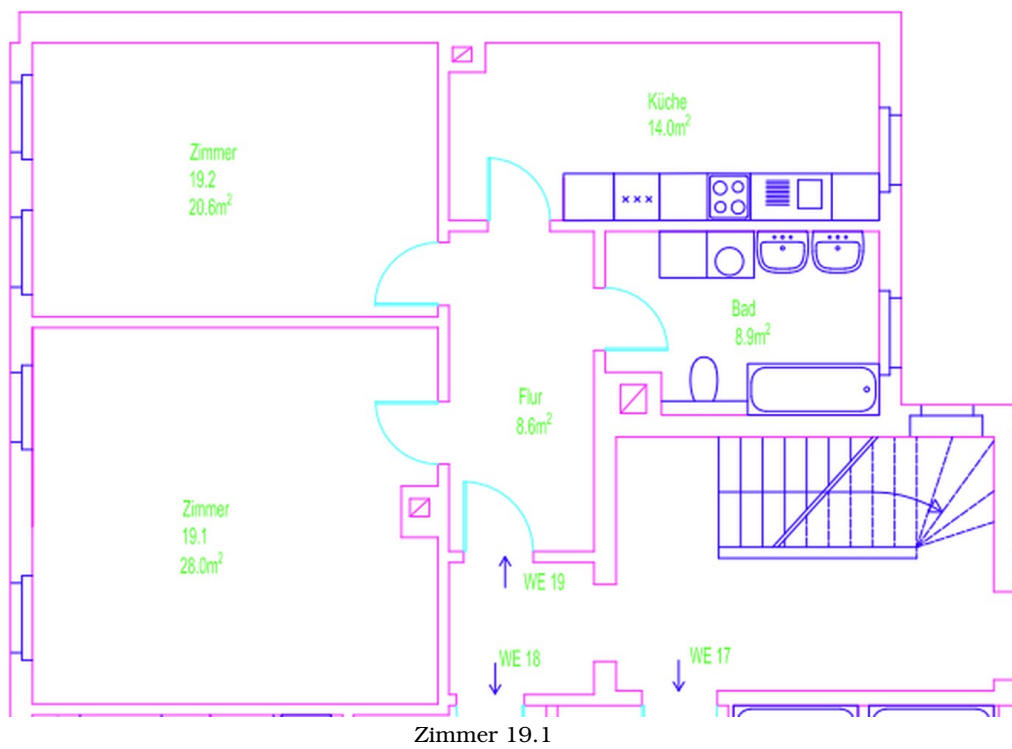 Küche
14.0m²
Zimmer
19.2
20.6m²
Bad
8.9m²
Flur
8.6m²
Zimmer
19.1
28.0m²
WE 19
WE 18
WE 17
Zimmer 19.1